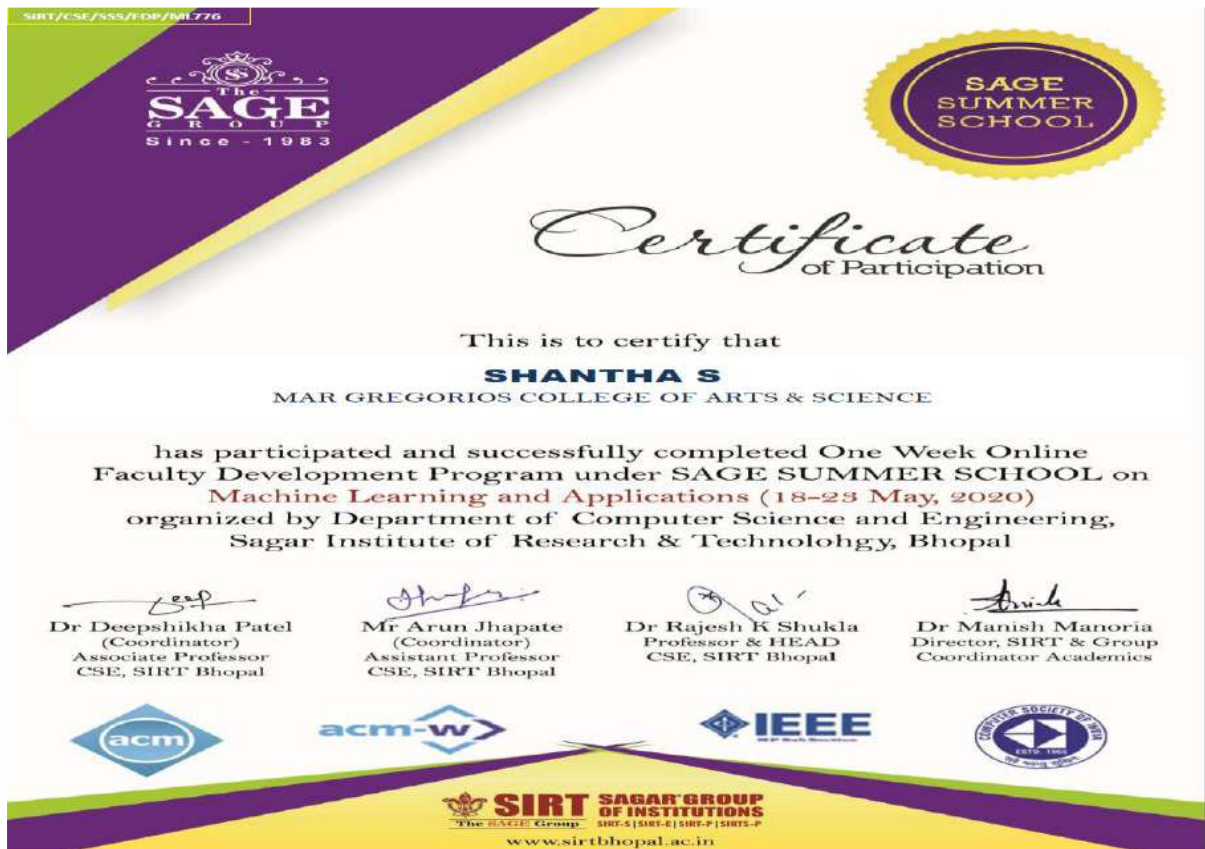 SIRT/CSE/SSS/FDP/ML776
SS
The
SAGE
GROUP
Since - 1983
SAGE
SUMMER
SCHOOL
Certificate
of Participation
This is to certify that
SHANTHA S
MAR GREGORIOS COLLEGE OF ARTS & SCIENCE
has participated and successfully completed One Week Online
Faculty Development Program under SAGE SUMMER SCHOOL on
Machine Learning and Applications (18-23 May, 2020)
organized by Department of Computer Science and Engineering,
Sagar Institute of Research & Technolohgy, Bhopal
Dr Deepshikha Patel
(Coordinator)
Associate Professor
CSE, SIRT Bhopal
Mr Arun Jhapate
(Coordinator)
Assistant Professor
CSE, SIRT Bhopal
Dr Rajesh K Shukla
Professor & HEAD
CSE, SIRT Bhopal
Dr Manish Manoria
Director, SIRT & Group
Coordinator Academics
acm
acm-w
IEEE
MP Sub Section
COMPUTER SOCIETY OF INDIA
ESTD. 1965
SIRT
The SAGE Group
SAGAR GROUP
OF INSTITUTIONS
SIRT-S | SIRT-E | SIRT-P | SIRTS-P
www.sirtbhopal.ac.in